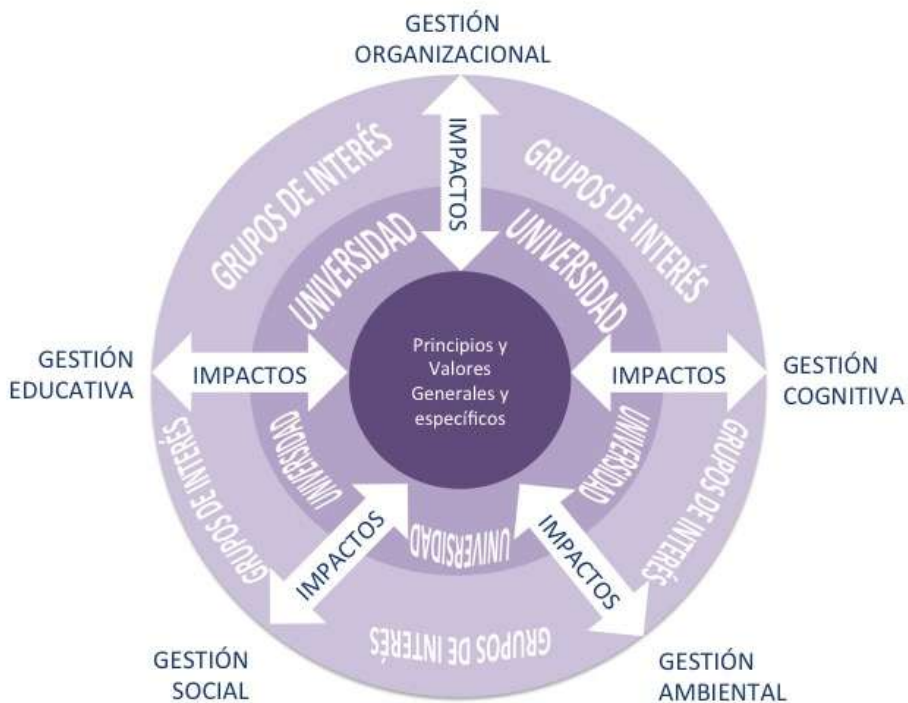 GESTIÓN
ORGANIZACIONAL
IMPACTOS
GRUPOS DE INTERÉS
GRUPOS DE INTERÉS
UNIVERSIDAD
UNIVERSIDAD
Principios y
Valores
Generales y
específicos
GESTIÓN
EDUCATIVA
IMPACTOS
IMPACTOS
GESTIÓN
COGNITIVA
UNIVERSIDAD
UNIVERSIDAD
GRUPOS DE INTERÉS
GRUPOS DE INTERÉS
IMPACTOS
UNIVERSIDAD
IMPACTOS
GRUPOS DE INTERÉS
GESTIÓN
SOCIAL
GESTIÓN
AMBIENTAL